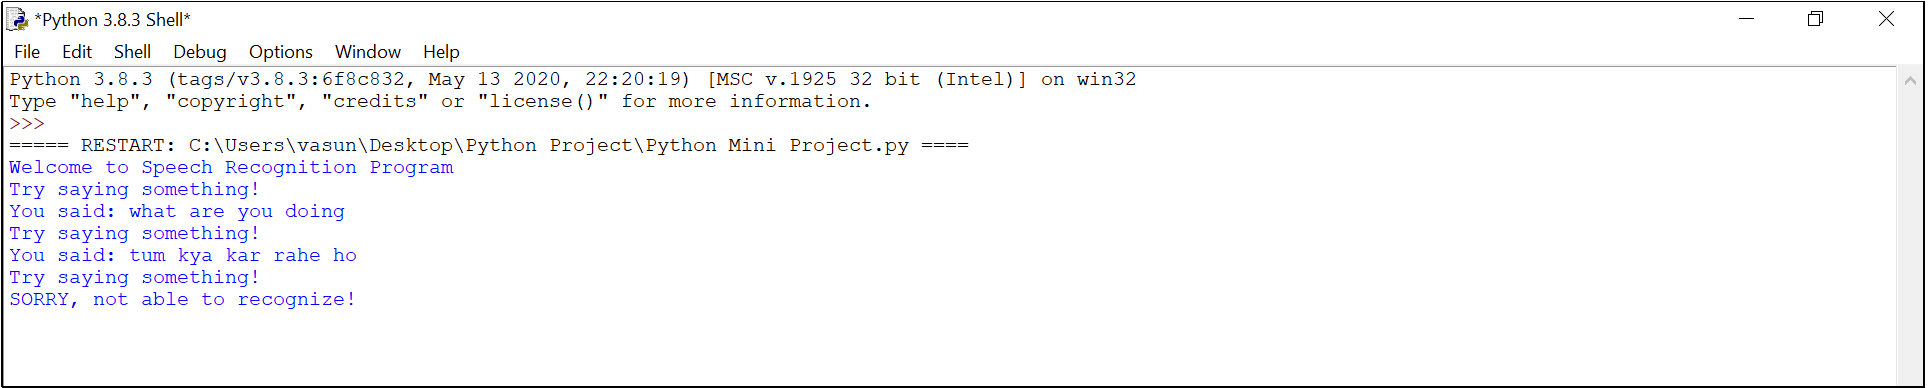 *Python 3.8.3 Shell*
File Edit Shell Debug Options Window Help
Python 3.8.3 (tags/v3.8.3:6f8c832, May 13 2020, 22:20:19) [MSC v.1925 32 bit (Intel)] on win32
Type "help", "copyright", "credits" or "license()" for more information.
>>>
===== RESTART: C:\Users\vasun\Desktop\Python Project\Python Mini Project.py ====
Welcome to Speech Recognition Program
Try saying something!
You said: what are you doing
Try saying something!
You said: tum kya kar rahe ho
Try saying something!
SORRY, not able to recognize!